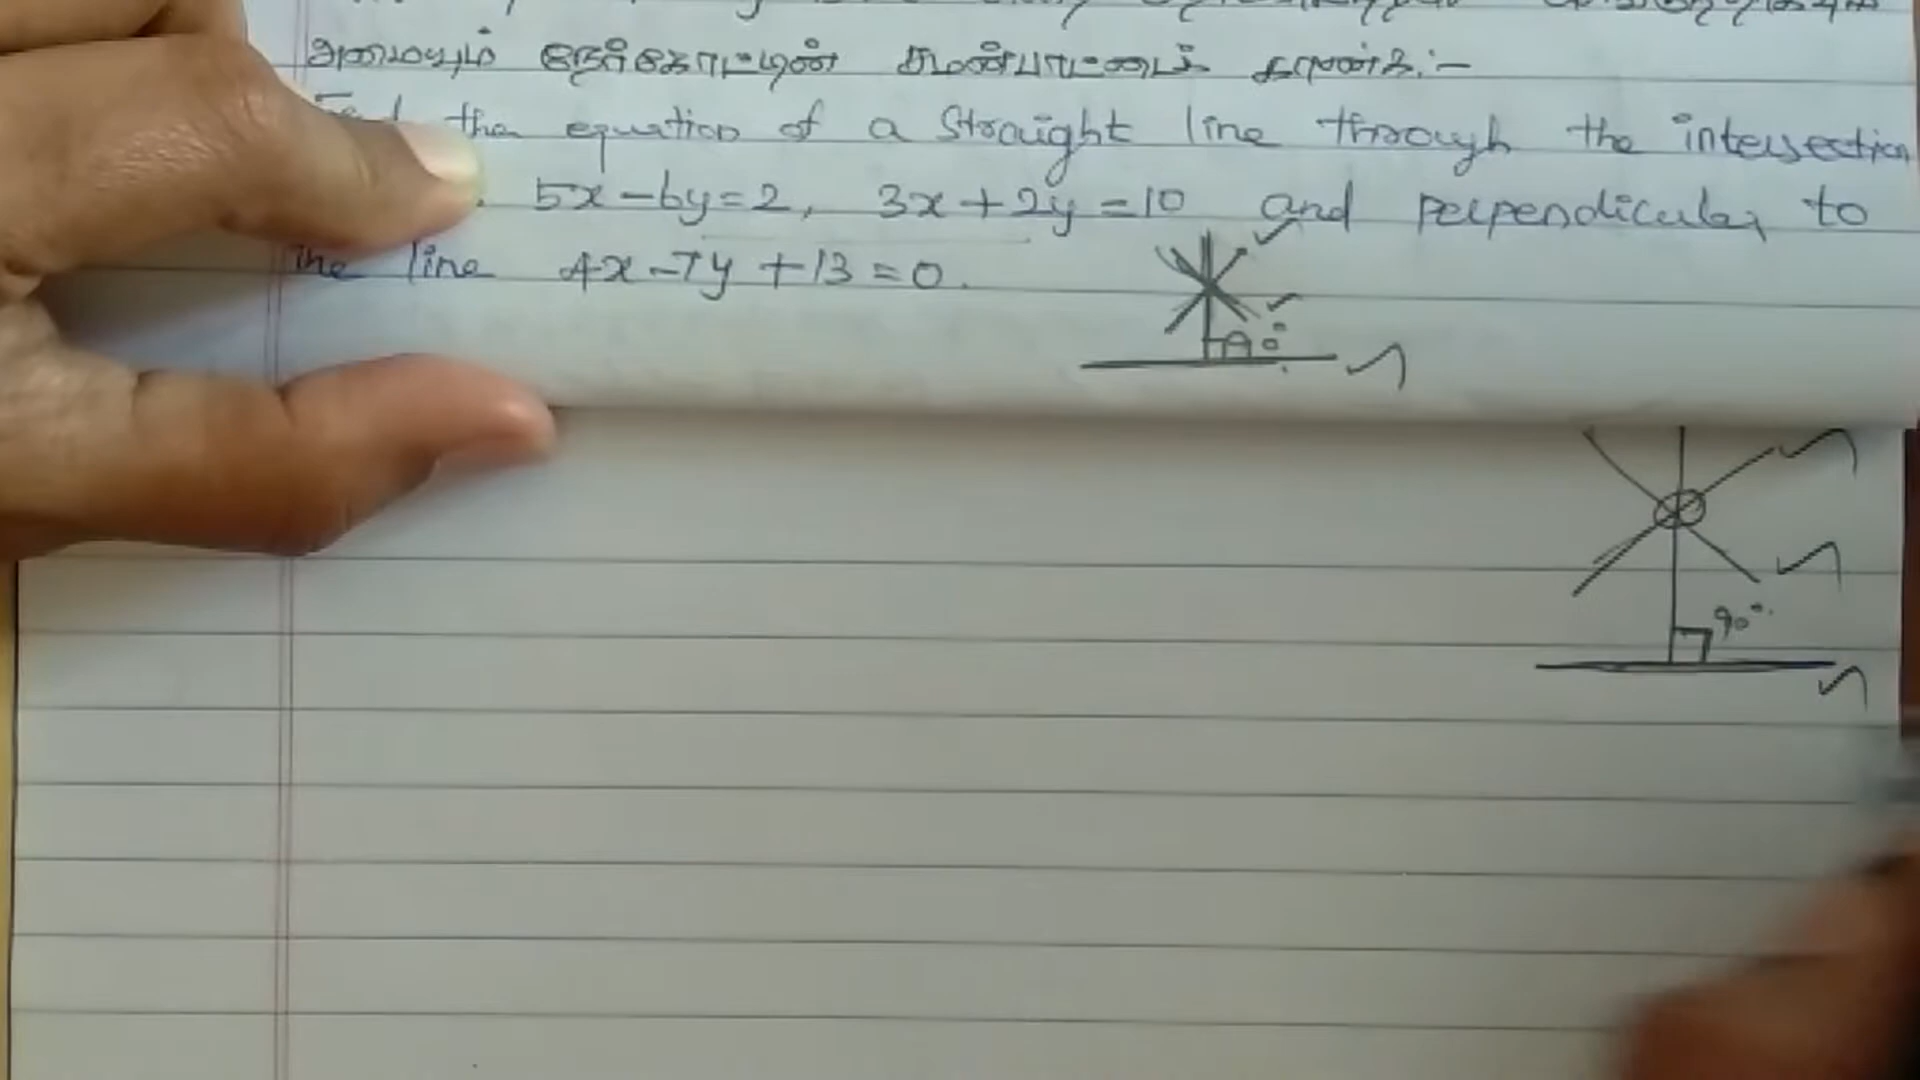 அமையும் நேர்கோட்டின் சமன்பாட்டைக் காண்க:-
the equation of a straight line through the intersection
5x-6y=2, 3x+2y=10 and perpendicular to
the line 4x-7y+13=0.
90°